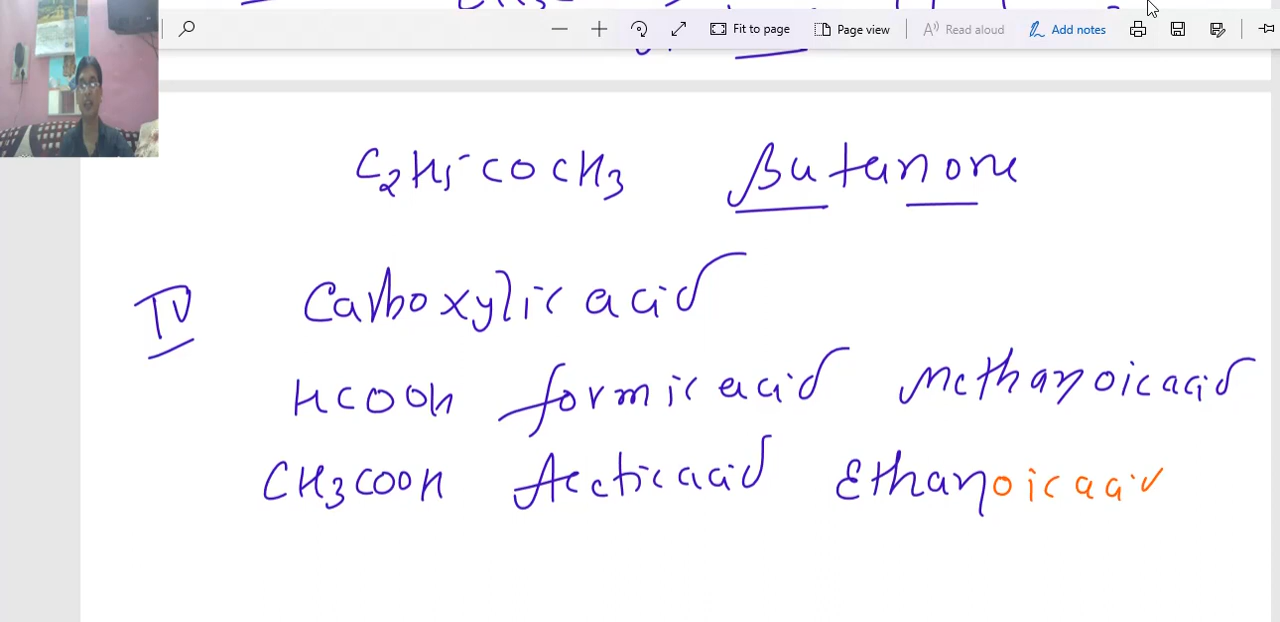 Fit to page Page view Read aloud Add notes
C2H5-COCH3 Butanone
IV Carboxylic acid
HCOOH formic acid Methanoic acid
CH3COOH Acetic acid Ethanoic acid